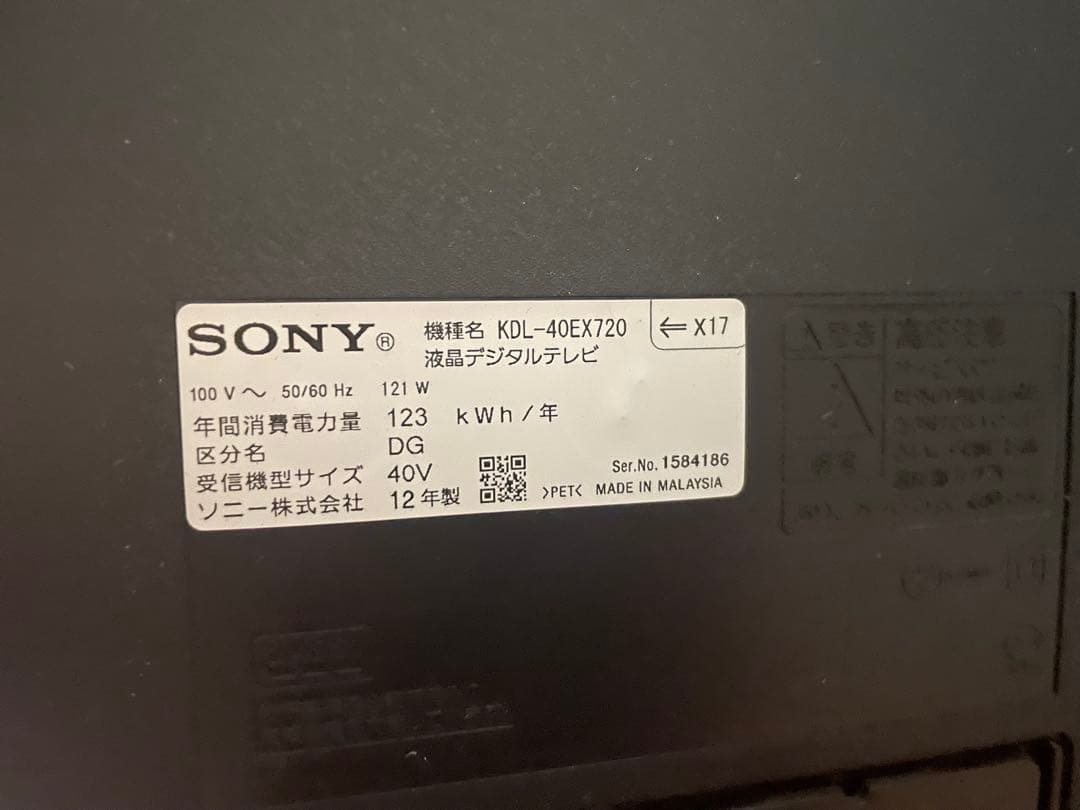 SONY®
機種名 KDL-40EX720
⇐ X17
液晶デジタルテレビ
100 V～ 50/60 Hz 121 W
年間消費電力量 123 kWh/年
区分名 DG
受信機型サイズ 40V
ソニー株式会社 12年製
Ser.No. 1584186
>PET< MADE IN MALAYSIA